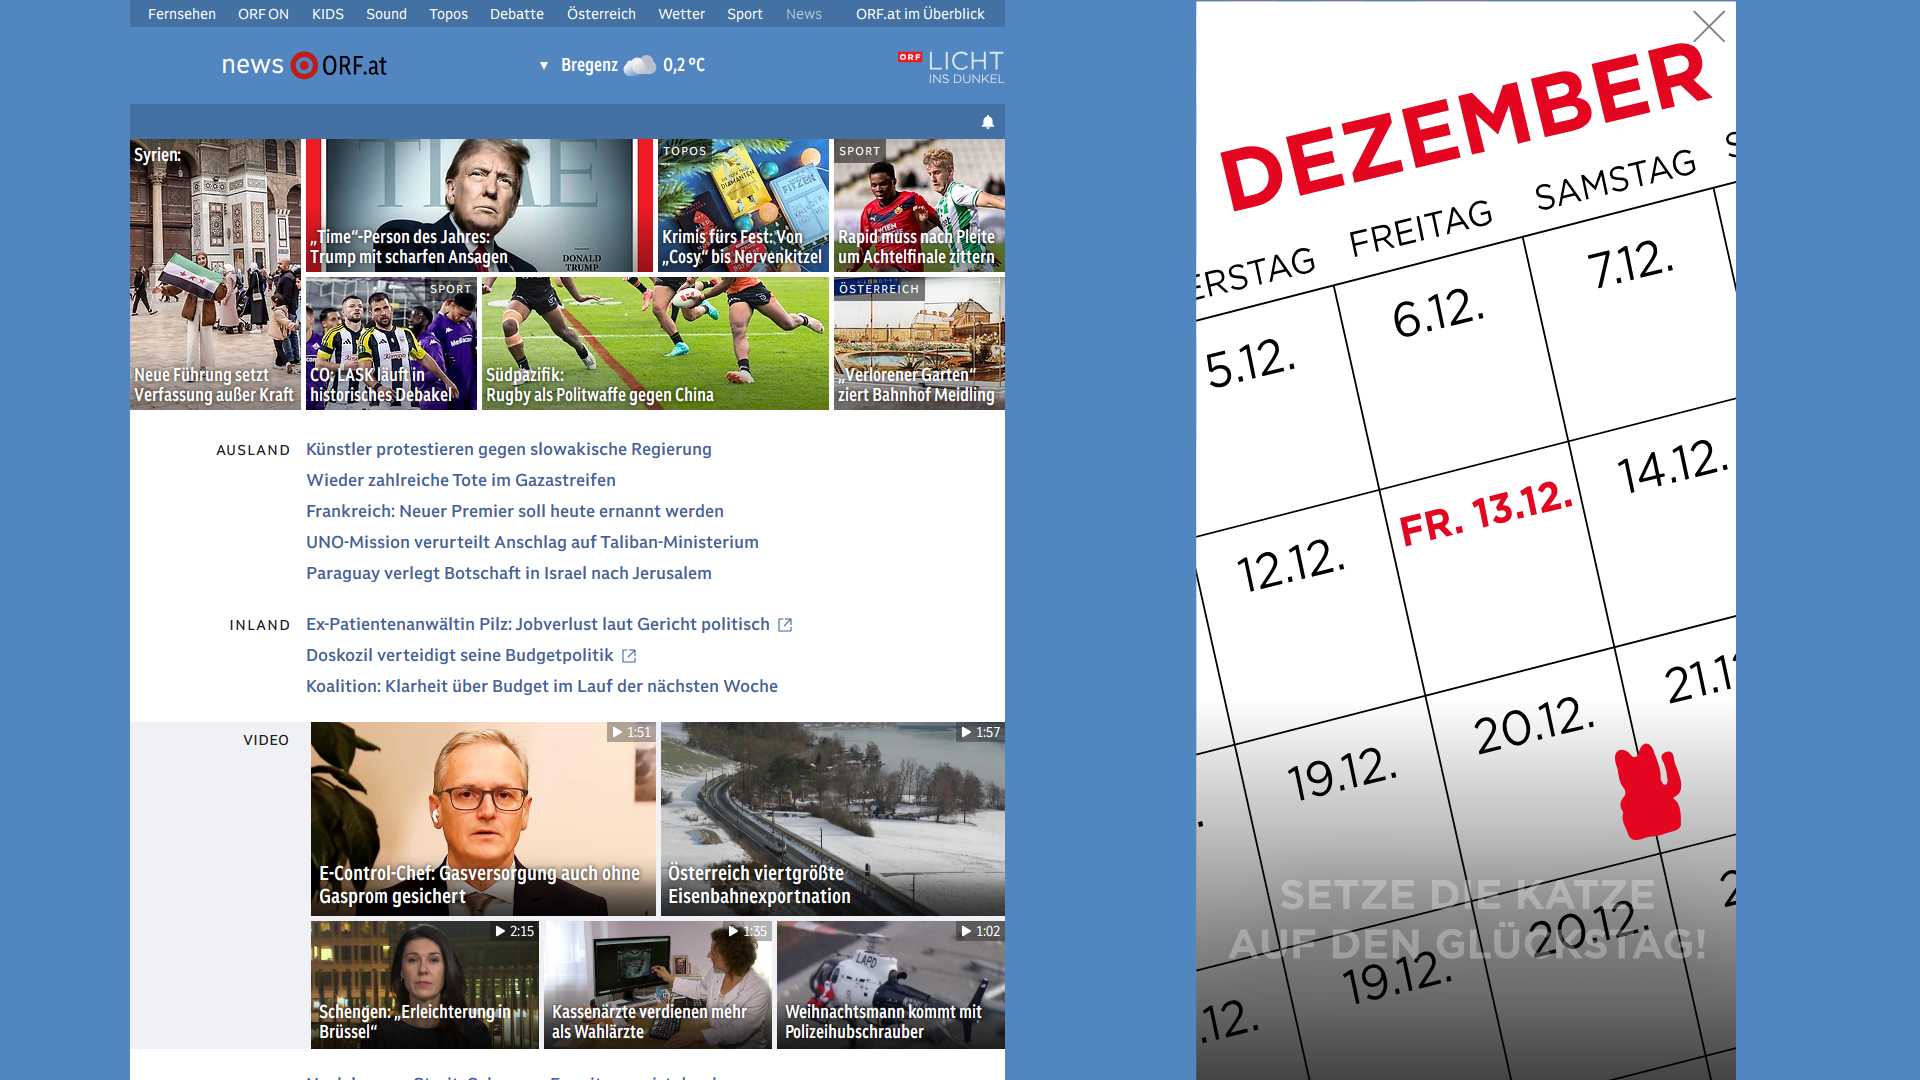 Fernsehen ORF ON KIDS Sound Topos Debatte Österreich Wetter Sport News ORF.at im Überblick
news ORF.at
Bregenz 0,2 °C
ORF LICHT
INS DUNKEL
Syrien:
Neue Führung setzt
Verfassung außer Kraft
TIME
„Time“-Person des Jahres:
Trump mit scharfen Ansagen
DONALD
TRUMP
TOPOS
Krimis fürs Fest: Von
„Cosy“ bis Nervenkitzel
SPORT
Rapid muss nach Pleite
um Achtelfinale zittern
SPORT
CO: LASK läuft in
historisches Debakel
Südpazifik:
Rugby als Politwaffe gegen China
ÖSTERREICH
„Verlorener Garten“
ziert Bahnhof Meidling
AUSLAND
Künstler protestieren gegen slowakische Regierung
Wieder zahlreiche Tote im Gazastreifen
Frankreich: Neuer Premier soll heute ernannt werden
UNO-Mission verurteilt Anschlag auf Taliban-Ministerium
Paraguay verlegt Botschaft in Israel nach Jerusalem
INLAND
Ex-Patientenanwältin Pilz: Jobverlust laut Gericht politisch
Doskozil verteidigt seine Budgetpolitik
Koalition: Klarheit über Budget im Lauf der nächsten Woche
VIDEO
1:51
E-Control-Chef: Gasversorgung auch ohne
Gasprom gesichert
1:57
Österreich viertgrößte
Eisenbahnexportnation
2:15
Schengen: „Erleichterung in
Brüssel“
1:35
Kassenärzte verdienen mehr
als Wahlärzte
1:02
LAPD
Weihnachtsmann kommt mit
Polizeihubschrauber
DEZEMBER
ERSTAG FREITAG SAMSTAG S
5.12. 6.12. 7.12.
12.12. FR. 13.12. 14.12.
19.12. 20.12. 21.1
SETZE DIE KATZE
AUF DEN GLÜCKSTAG!
.12. 19.12. 20.12. 2